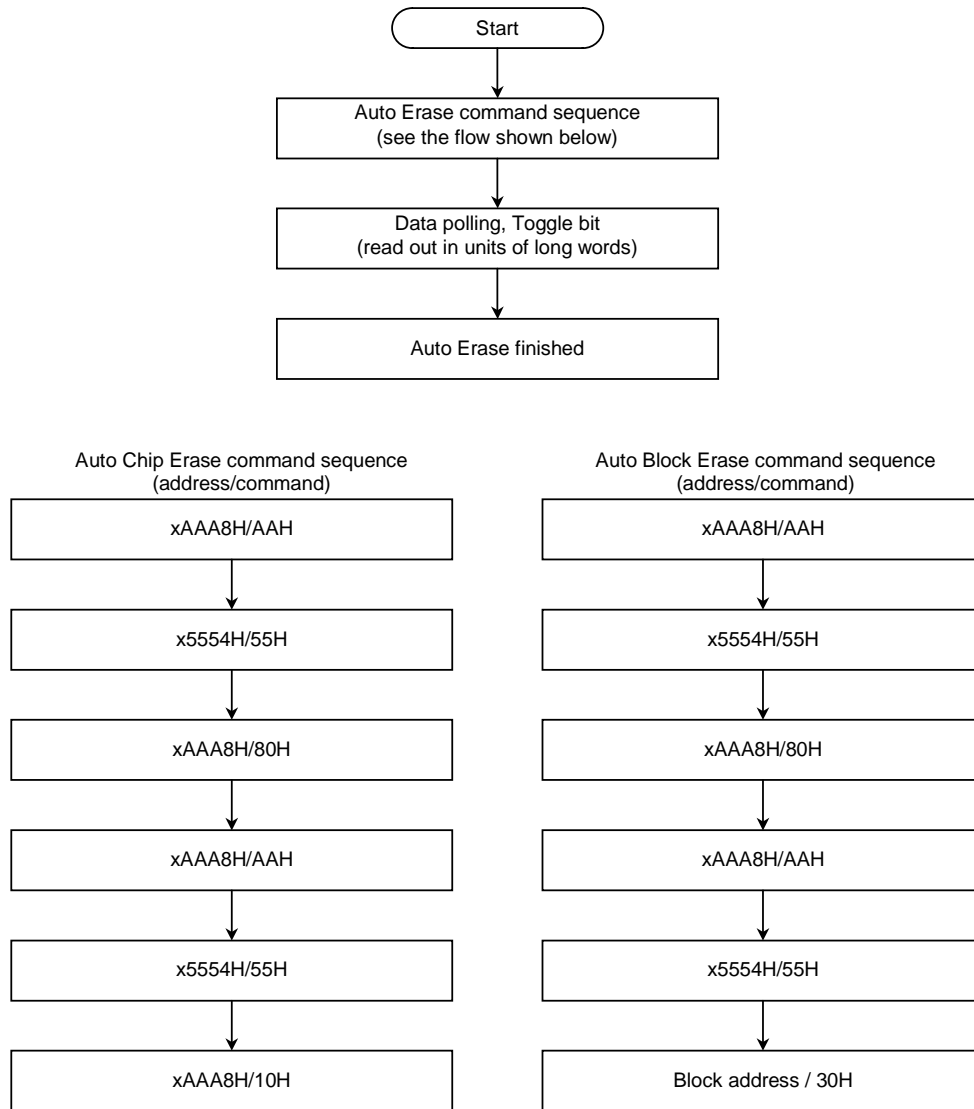 Start
Auto Erase command sequence
(see the flow shown below)
Data polling, Toggle bit
(read out in units of long words)
Auto Erase finished
Auto Chip Erase command sequence
(address/command)
xAAA8H/AAH
x5554H/55H
xAAA8H/80H
xAAA8H/AAH
x5554H/55H
xAAA8H/10H
Auto Block Erase command sequence
(address/command)
xAAA8H/AAH
x5554H/55H
xAAA8H/80H
xAAA8H/AAH
x5554H/55H
Block address / 30H